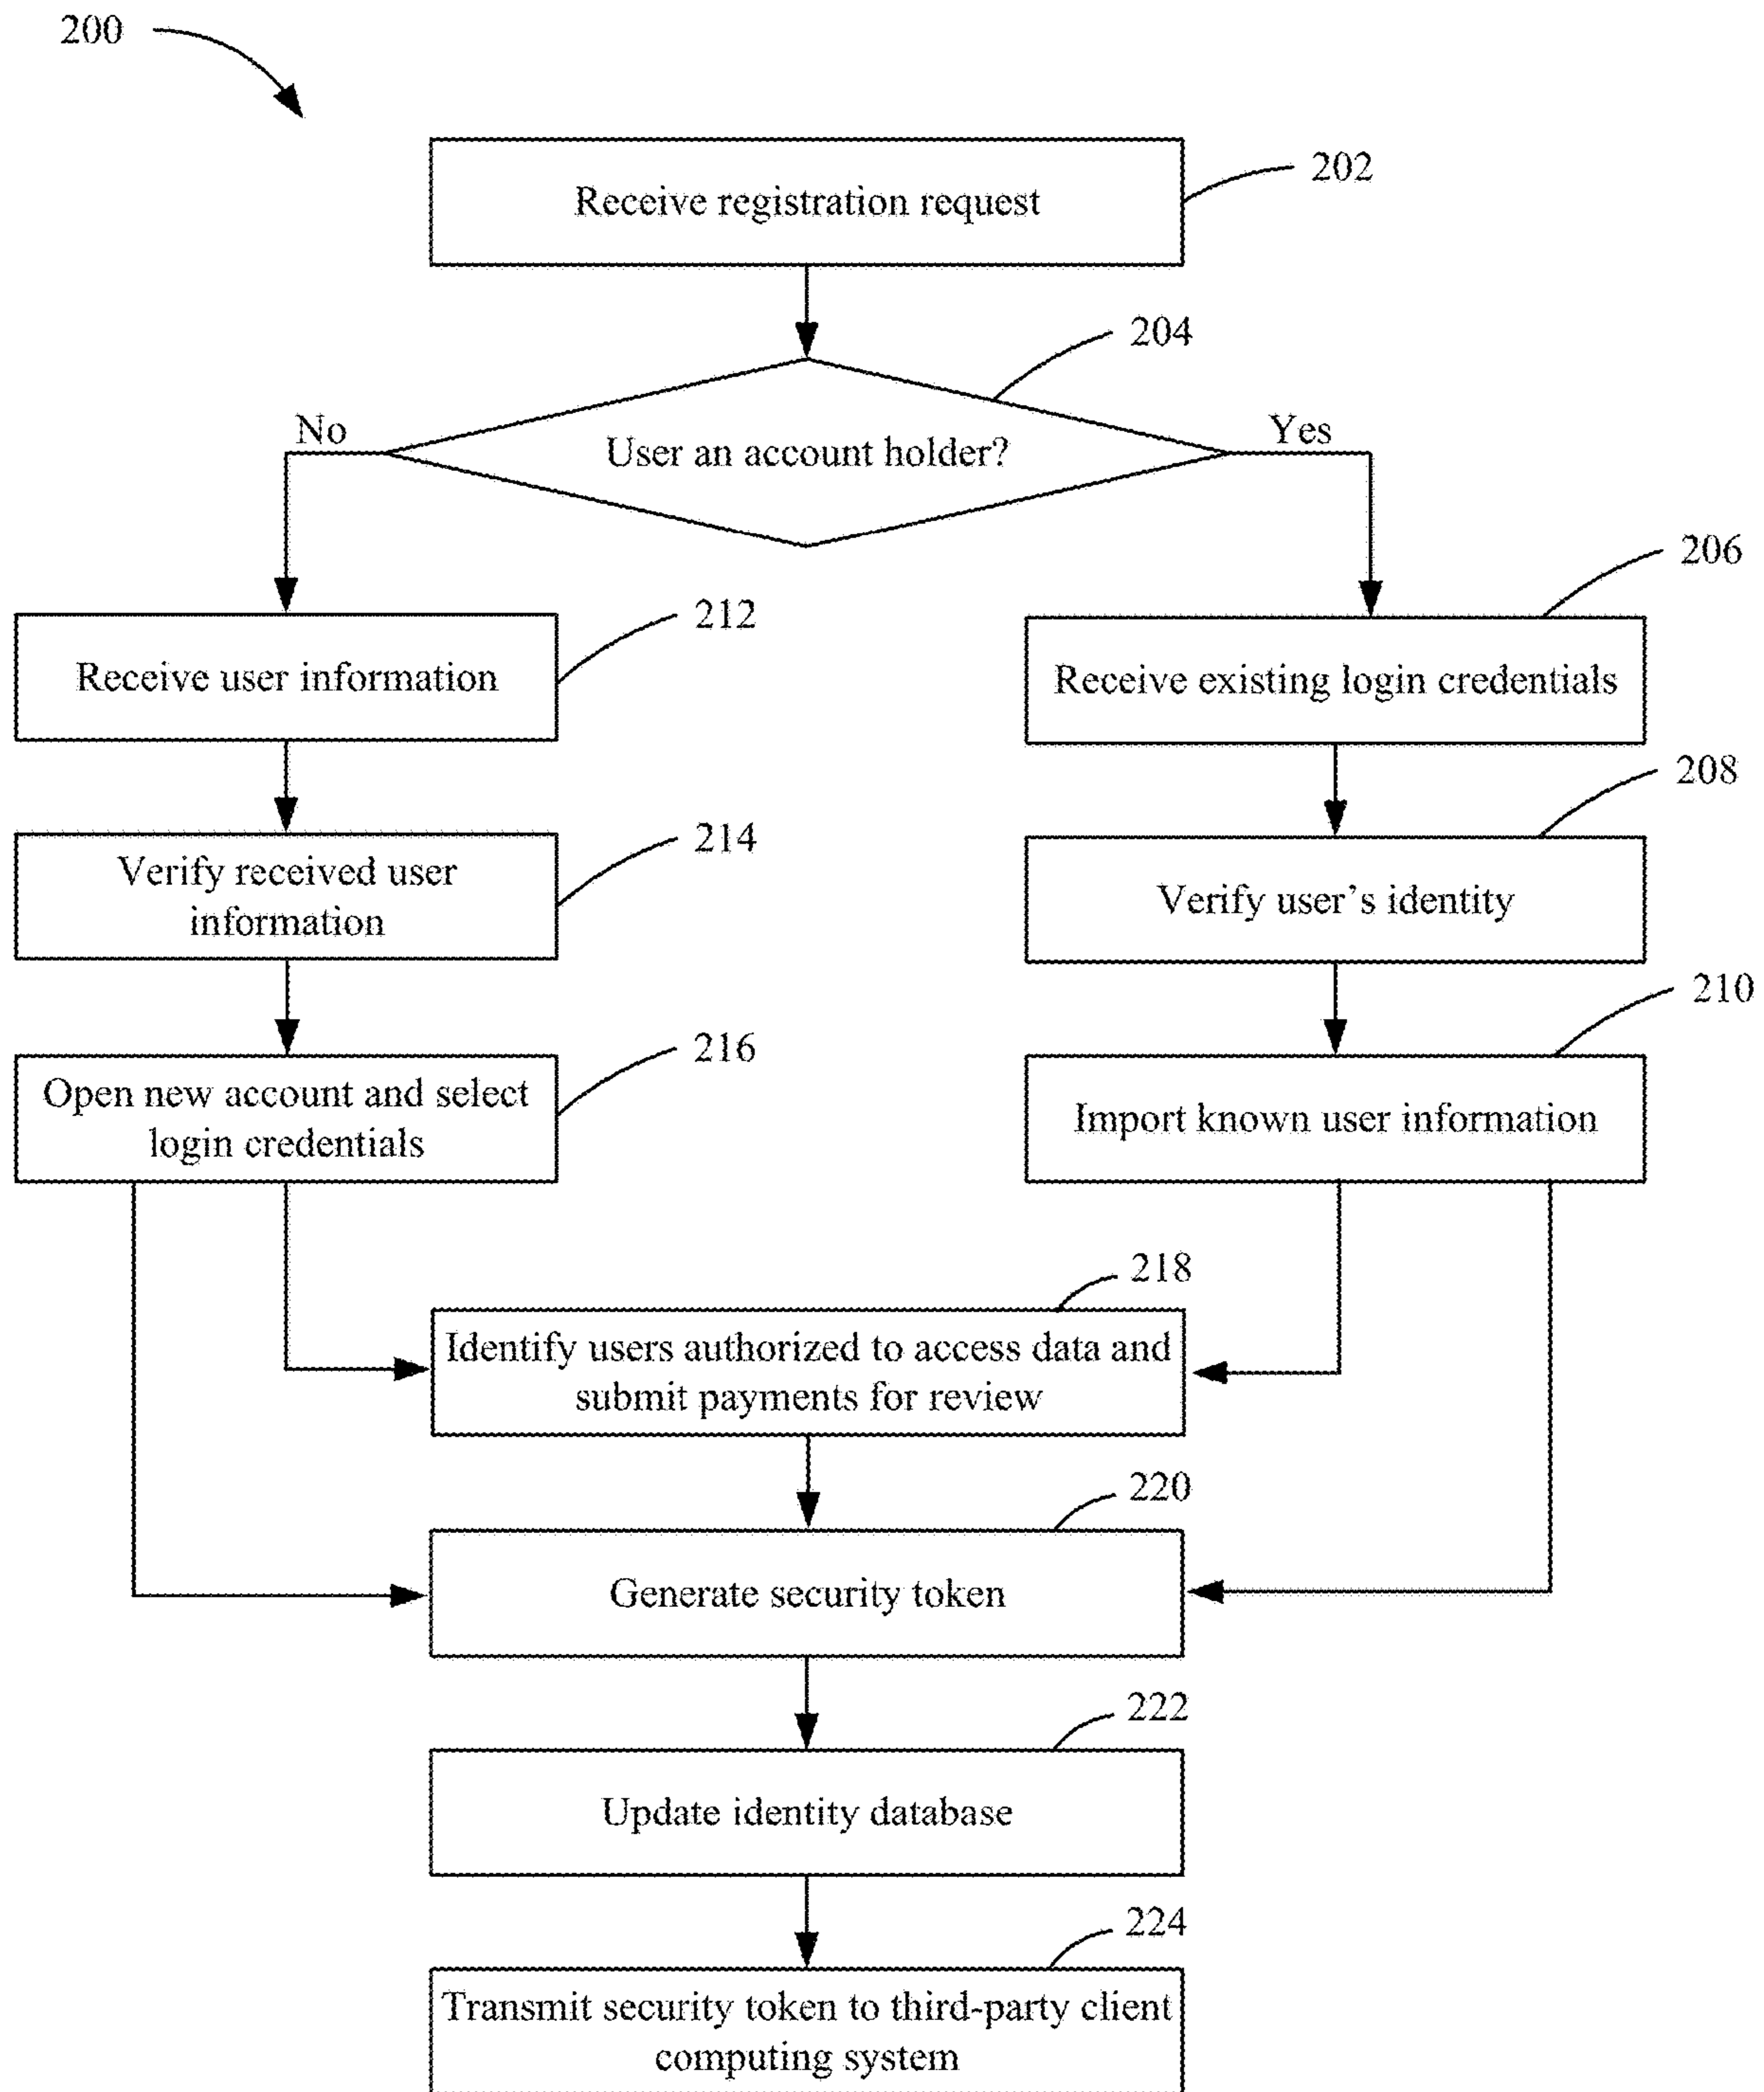 200
Receive registration request
202
204
User an account holder?
No
Yes
206
212
Receive user information
Receive existing login credentials
208
214
Verify received user
information
Verify user's identity
210
216
Open new account and select
login credentials
Import known user information
218
Identify users authorized to access data and
submit payments for review
220
Generate security token
222
Update identity database
224
Transmit security token to third-party client
computing system